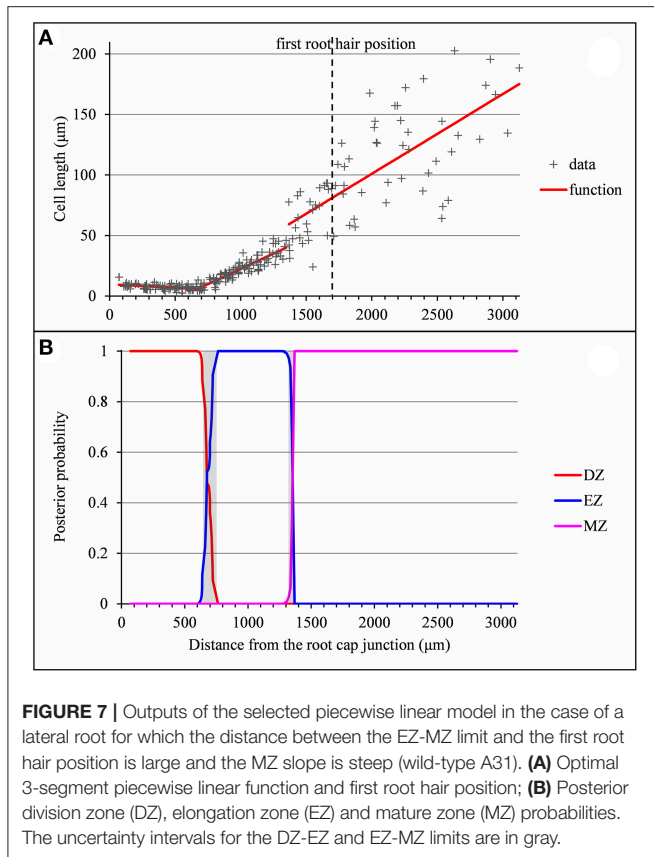 A
first root hair position
200
150
100
50
0
Cell length (µm)
0 500 1000 1500 2000 2500 3000
data
function
B
1
0.8
0.6
0.4
0.2
0
Posterior probability
0 500 1000 1500 2000 2500 3000
Distance from the root cap junction (µm)
DZ
EZ
MZ
FIGURE 7 | Outputs of the selected piecewise linear model in the case of a
lateral root for which the distance between the EZ-MZ limit and the first root
hair position is large and the MZ slope is steep (wild-type A31). (A) Optimal
3-segment piecewise linear function and first root hair position; (B) Posterior
division zone (DZ), elongation zone (EZ) and mature zone (MZ) probabilities.
The uncertainty intervals for the DZ-EZ and EZ-MZ limits are in gray.